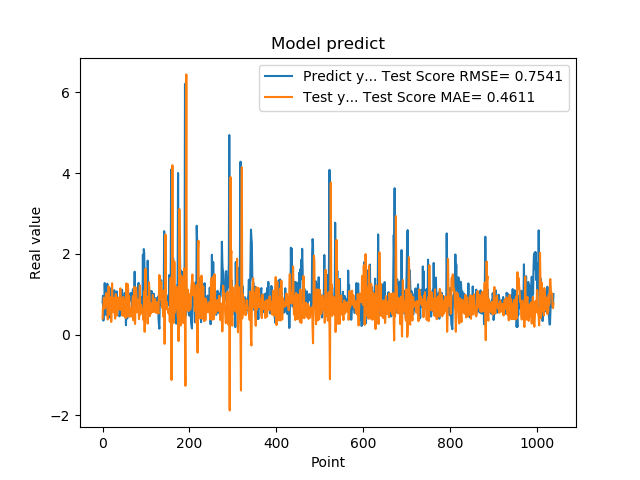 Model predict
Predict y... Test Score RMSE= 0.7541
Test y... Test Score MAE= 0.4611
Real value
6
4
2
0
−2
0 200 400 600 800 1000
Point